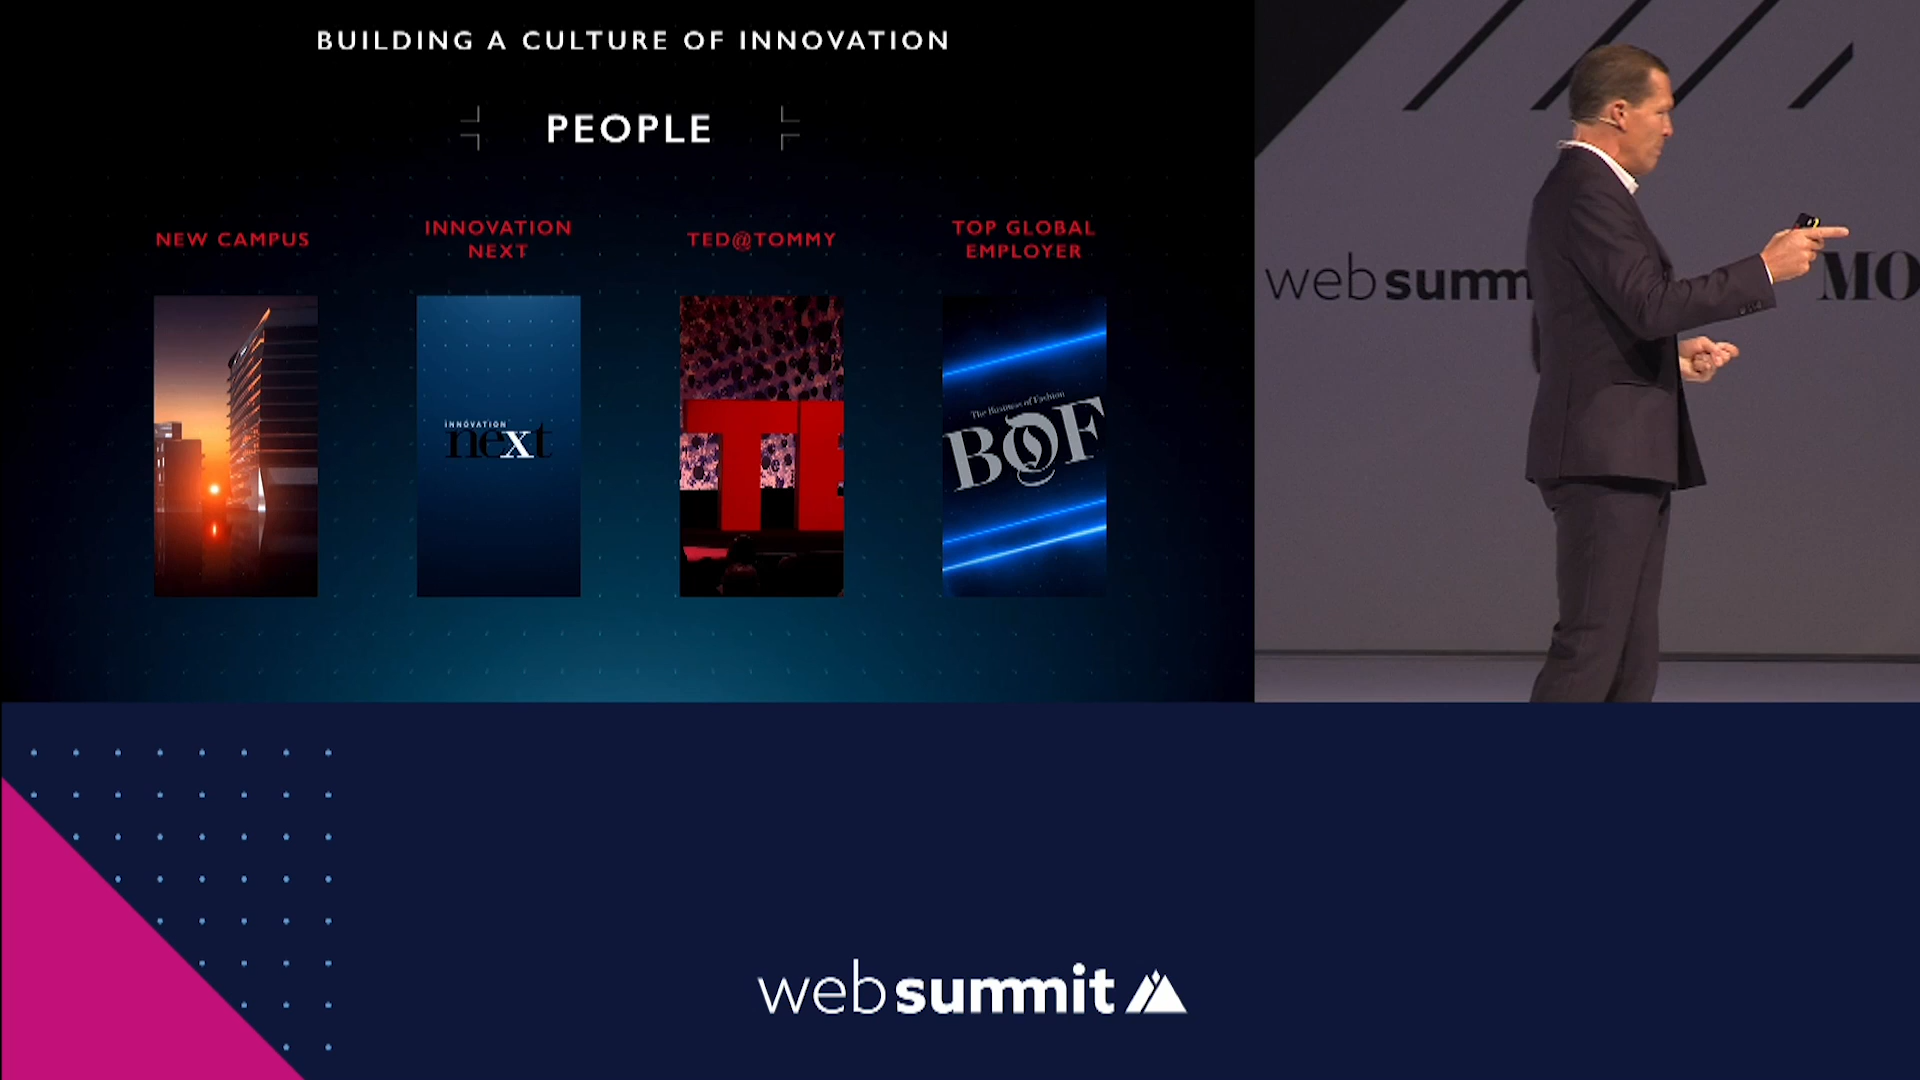 BUILDING A CULTURE OF INNOVATION
PEOPLE
NEW CAMPUS
INNOVATION
NEXT
TED@TOMMY
TOP GLOBAL
EMPLOYER
INNOVATION
next
The Business of Fashion
BOF
web summ
MO
web summit